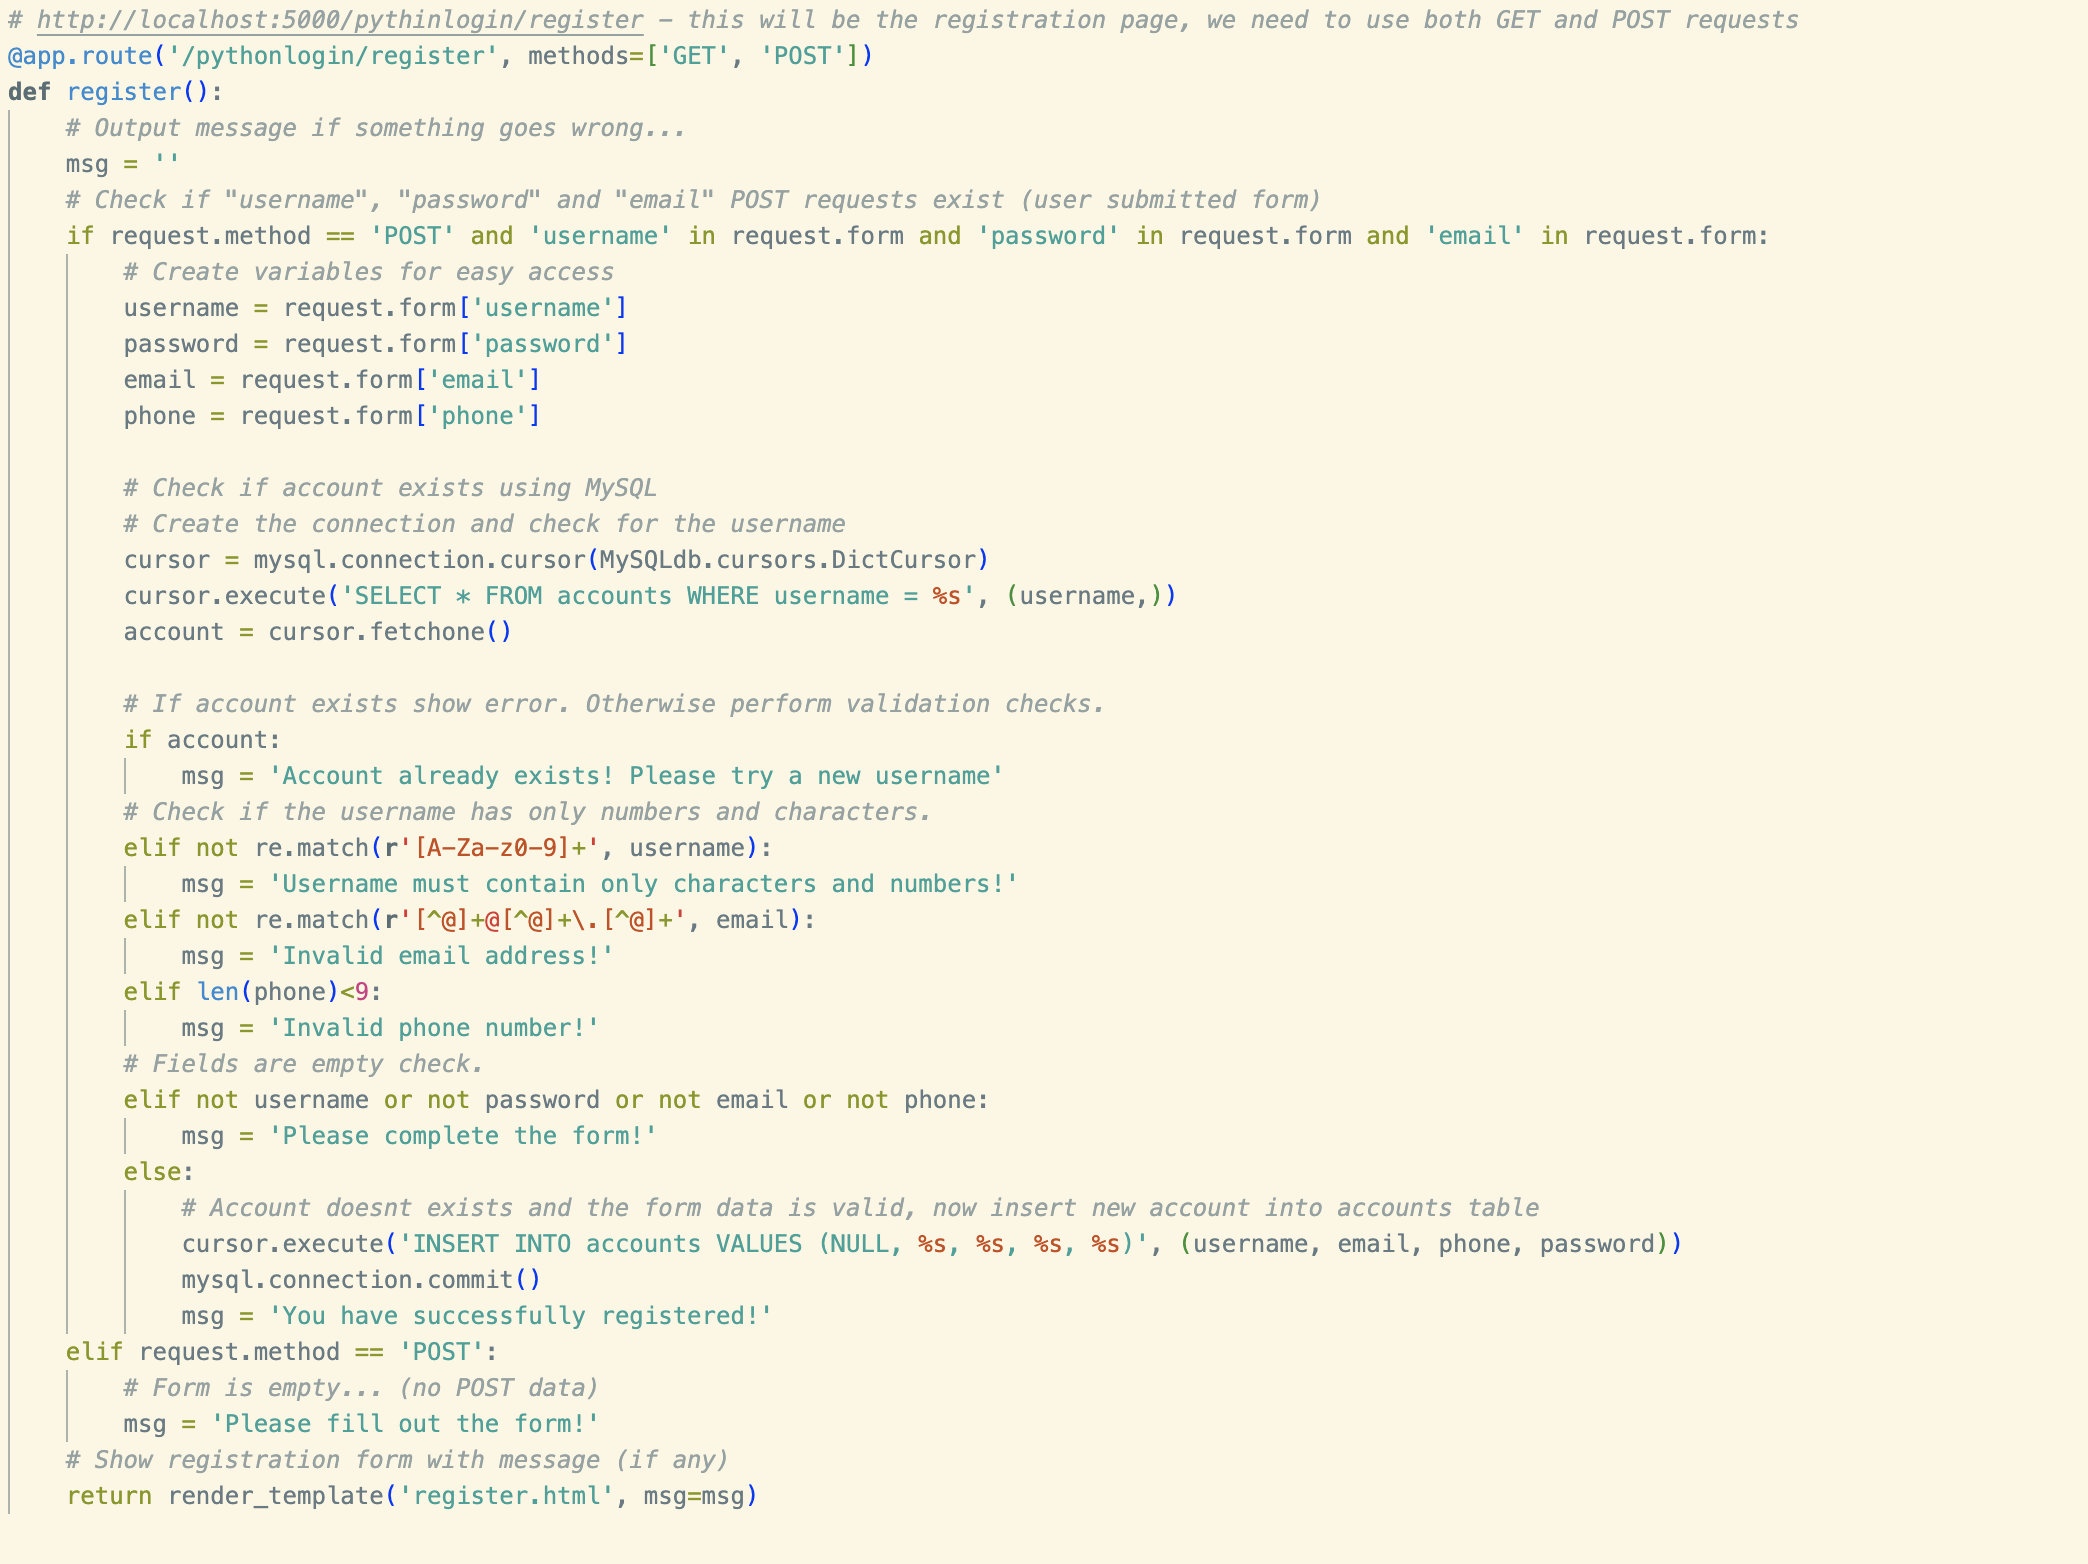 # http://localhost:5000/pythinlogin/register – this will be the registration page, we need to use both GET and POST requests
@app.route('/pythonlogin/register', methods=['GET', 'POST'])
def register():
    # Output message if something goes wrong...
    msg = ''
    # Check if "username", "password" and "email" POST requests exist (user submitted form)
    if request.method == 'POST' and 'username' in request.form and 'password' in request.form and 'email' in request.form:
        # Create variables for easy access
        username = request.form['username']
        password = request.form['password']
        email = request.form['email']
        phone = request.form['phone']

        # Check if account exists using MySQL
        # Create the connection and check for the username
        cursor = mysql.connection.cursor(MySQLdb.cursors.DictCursor)
        cursor.execute('SELECT * FROM accounts WHERE username = %s', (username,))
        account = cursor.fetchone()

        # If account exists show error. Otherwise perform validation checks.
        if account:
            msg = 'Account already exists! Please try a new username'
        # Check if the username has only numbers and characters.
        elif not re.match(r'[A-Za-z0-9]+', username):
            msg = 'Username must contain only characters and numbers!'
        elif not re.match(r'[^@]+@[^@]+\.[^@]+', email):
            msg = 'Invalid email address!'
        elif len(phone)<9:
            msg = 'Invalid phone number!'
        # Fields are empty check.
        elif not username or not password or not email or not phone:
            msg = 'Please complete the form!'
        else:
            # Account doesnt exists and the form data is valid, now insert new account into accounts table
            cursor.execute('INSERT INTO accounts VALUES (NULL, %s, %s, %s, %s)', (username, email, phone, password))
            mysql.connection.commit()
            msg = 'You have successfully registered!'
    elif request.method == 'POST':
        # Form is empty... (no POST data)
        msg = 'Please fill out the form!'
    # Show registration form with message (if any)
    return render_template('register.html', msg=msg)